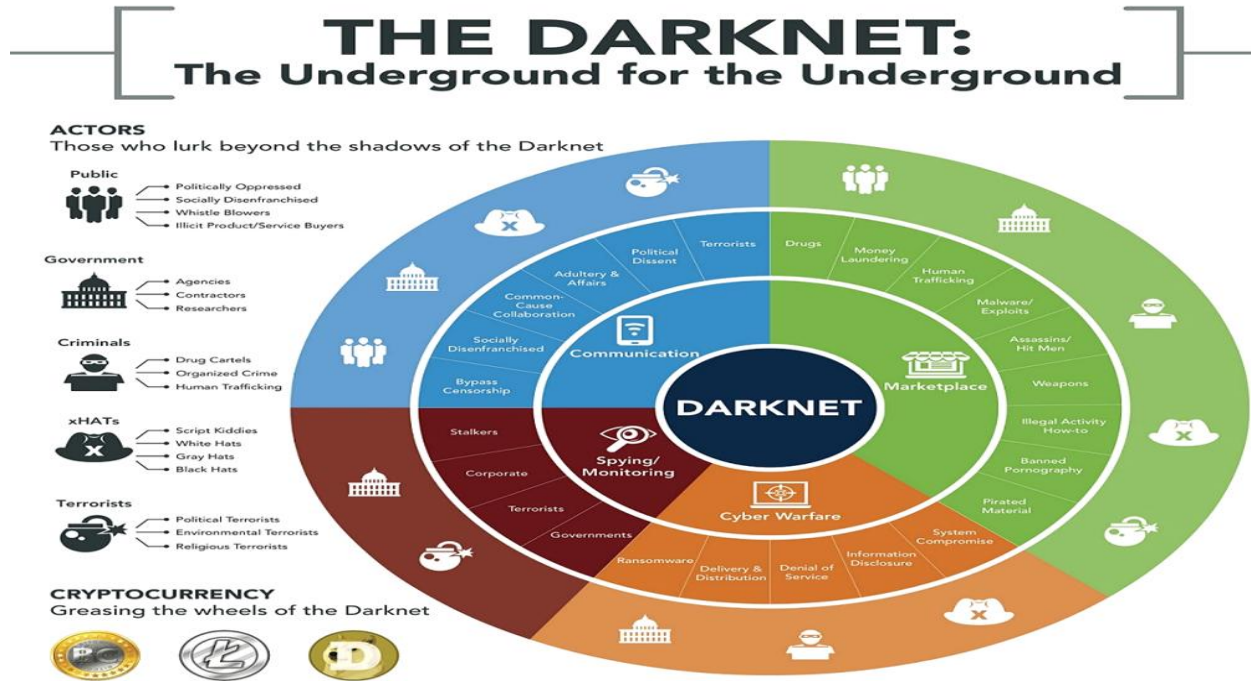 THE DARKNET:
The Underground for the Underground
ACTORS
Those who lurk beyond the shadows of the Darknet
Public
Politically Oppressed
Socially Disenfranchised
Whistle Blowers
Illicit Product/Service Buyers
Government
Agencies
Contractors
Researchers
Criminals
Drug Cartels
Organized Crime
Human Trafficking
xHATs
X
Script Kiddies
White Hats
Gray Hats
Black Hats
Terrorists
Political Terrorists
Environmental Terrorists
Religious Terrorists
CRYPTOCURRENCY
Greasing the wheels of the Darknet
DARKNET
Communication
Bypass
Censorship
Socially
Disenfranchised
Common-
Cause
Collaboration
Adultery &
Affairs
Political
Dissent
Terrorists
X
Marketplace
Drugs
Money
Laundering
Human
Trafficking
Malware/
Exploits
Assassins/
Hit Men
Weapons
Illegal Activity
How-to
Banned
Pornography
Pirated
Material
X
Cyber Warfare
System
Compromise
Information
Disclosure
Denial of
Service
Delivery &
Distribution
Ransomware
X
Spying/
Monitoring
Governments
Terrorists
Corporate
Stalkers